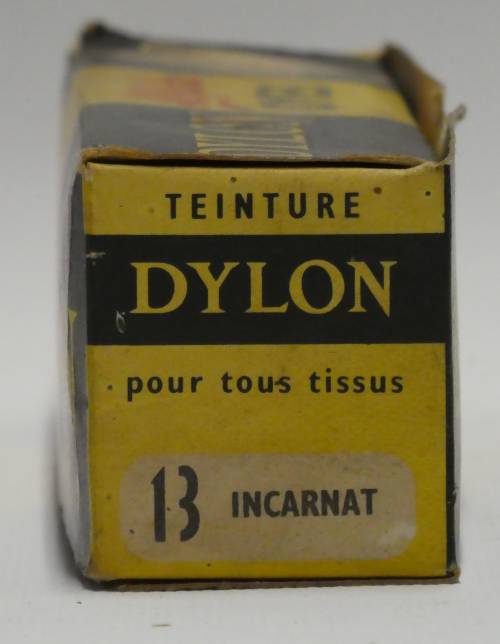 TEINTURE
DYLON
pour tous tissus
13 INCARNAT